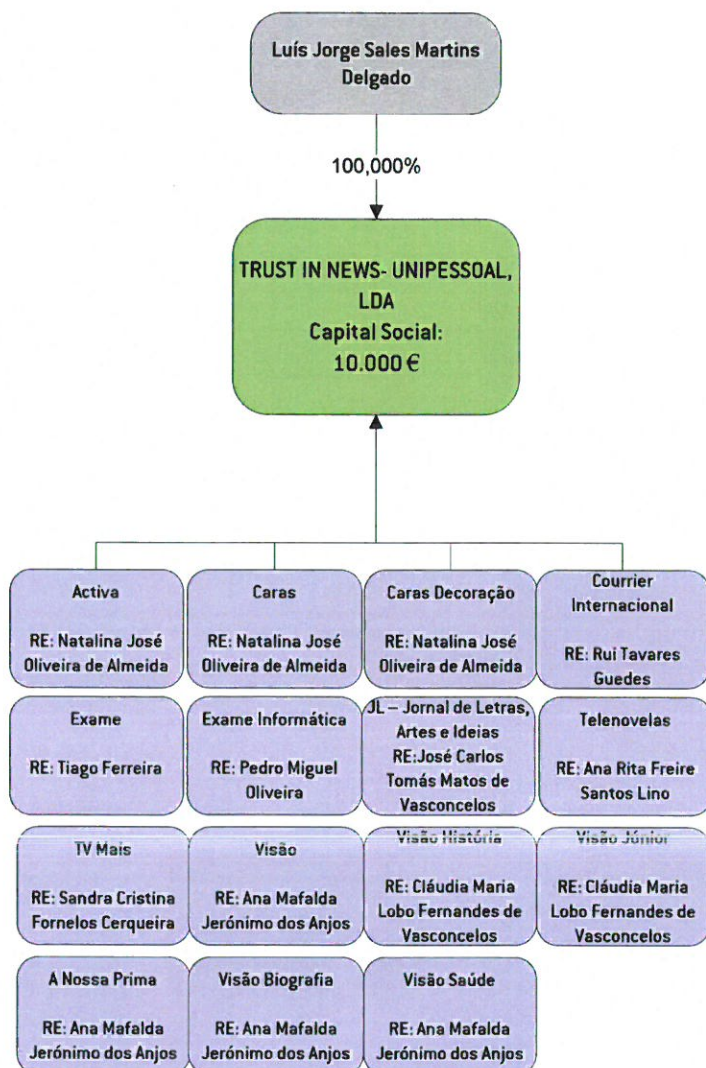 Luís Jorge Sales Martins
Delgado
100,000%
TRUST IN NEWS- UNIPESSOAL,
LDA
Capital Social:
10.000 €
Activa
RE: Natalina José
Oliveira de Almeida
Caras
RE: Natalina José
Oliveira de Almeida
Caras Decoração
RE: Natalina José
Oliveira de Almeida
Courrier
Internacional
RE: Rui Tavares
Guedes
Exame
RE: Tiago Ferreira
Exame Informática
RE: Pedro Miguel
Oliveira
JL – Jornal de Letras,
Artes e Ideias
RE:José Carlos
Tomás Matos de
Vasconcelos
Telenovelas
RE: Ana Rita Freire
Santos Lino
TV Mais
RE: Sandra Cristina
Fornelos Cerqueira
Visão
RE: Ana Mafalda
Jerónimo dos Anjos
Visão História
RE: Cláudia Maria
Lobo Fernandes de
Vasconcelos
Visão Júnior
RE: Cláudia Maria
Lobo Fernandes de
Vasconcelos
A Nossa Prima
RE: Ana Mafalda
Jerónimo dos Anjos
Visão Biografia
RE: Ana Mafalda
Jerónimo dos Anjos
Visão Saúde
RE: Ana Mafalda
Jerónimo dos Anjos